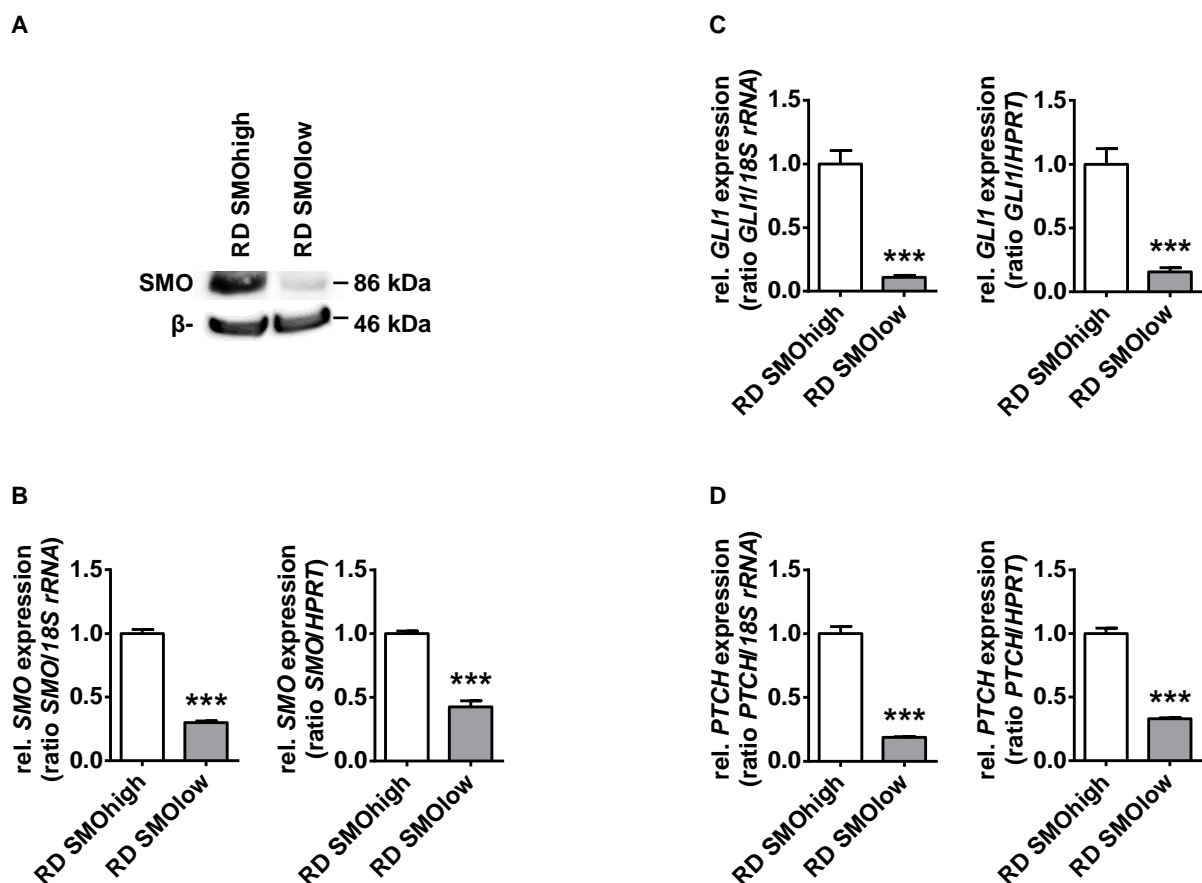 A
RD SMOhigh
RD SMOlow
SMO
86 kDa
β-
46 kDa
B
rel. SMO expression
(ratio SMO/18S rRNA)
1.5
1.0
0.5
0.0
***
RD SMOhigh
RD SMOlow
rel. SMO expression
(ratio SMO/HPRT)
1.5
1.0
0.5
0.0
***
RD SMOhigh
RD SMOlow
C
rel. GLI1 expression
(ratio GLI1/18S rRNA)
1.5
1.0
0.5
0.0
***
RD SMOhigh
RD SMOlow
rel. GLI1 expression
(ratio GLI1/HPRT)
1.5
1.0
0.5
0.0
***
RD SMOhigh
RD SMOlow
D
rel. PTCH expression
(ratio PTCH/18S rRNA)
1.5
1.0
0.5
0.0
***
RD SMOhigh
RD SMOlow
rel. PTCH expression
(ratio PTCH/HPRT)
1.5
1.0
0.5
0.0
***
RD SMOhigh
RD SMOlow